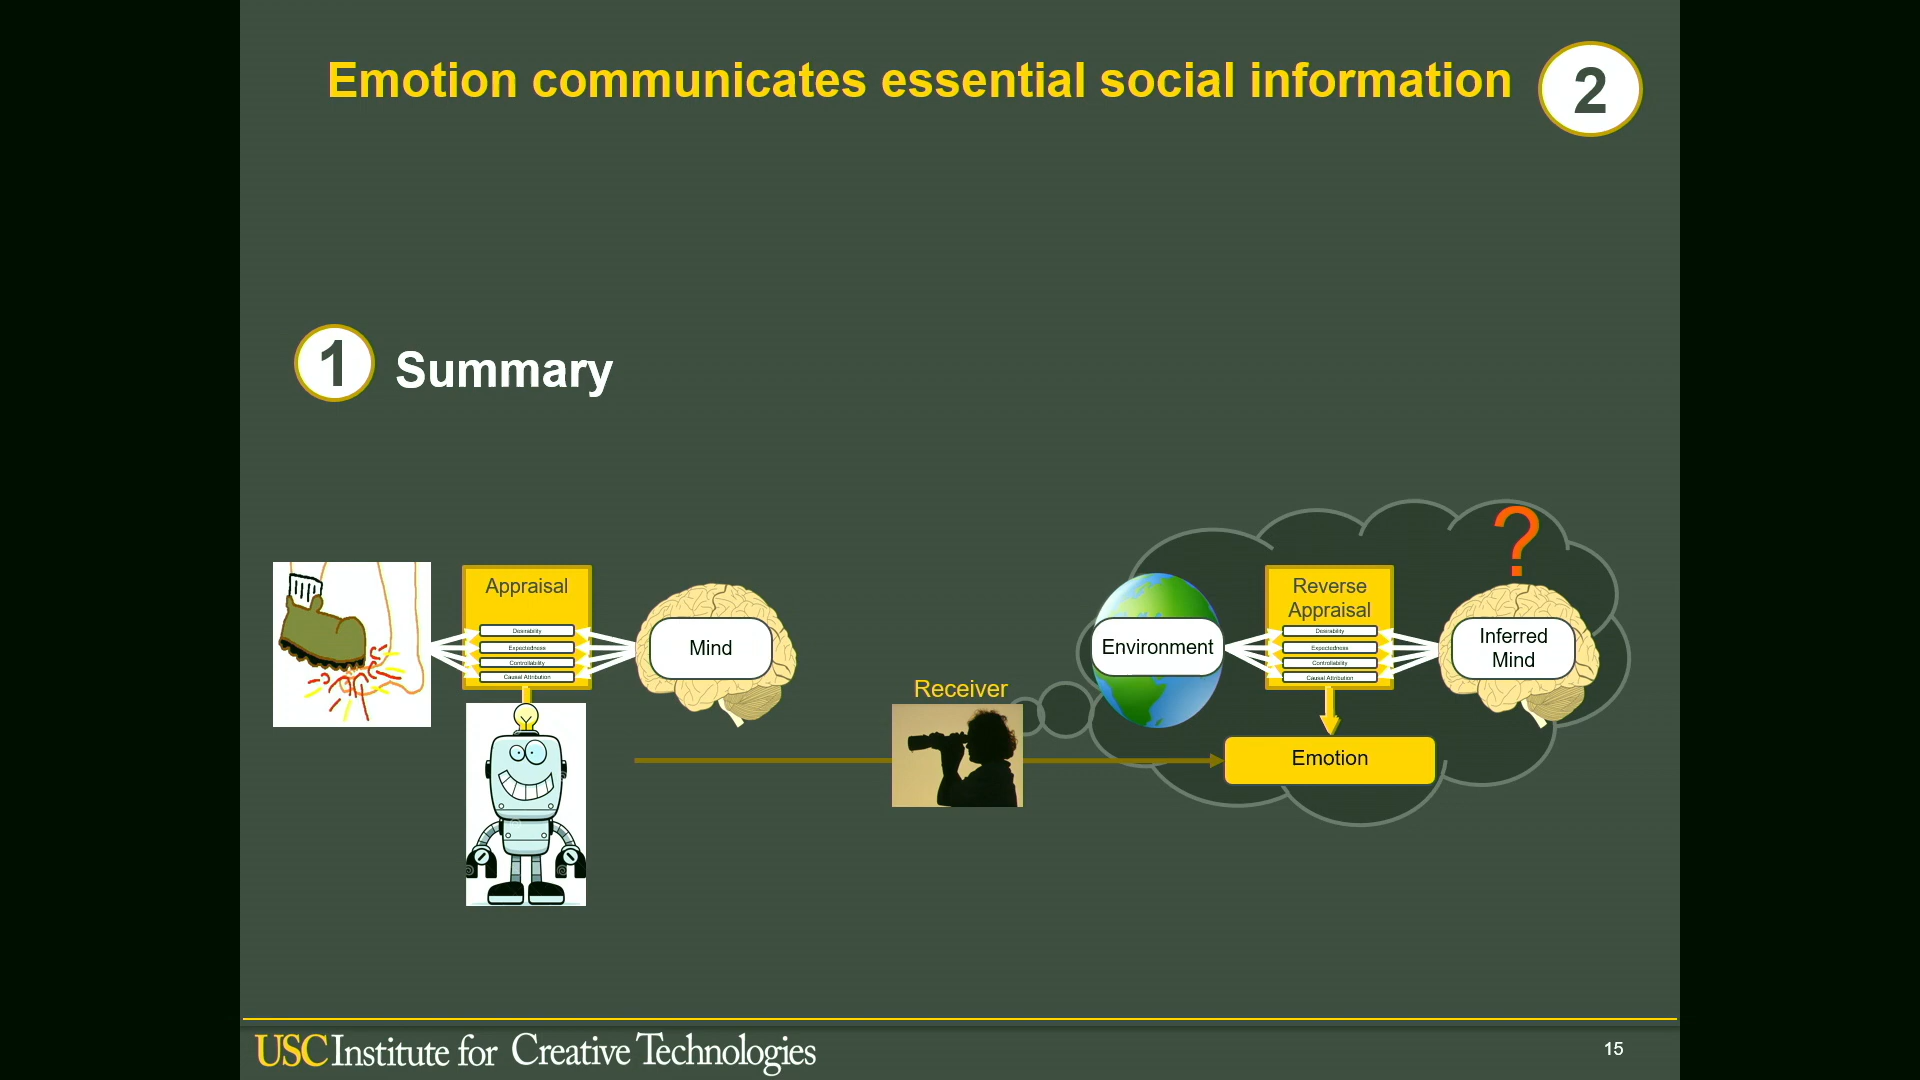 Emotion communicates essential social information
2
1
Summary
Appraisal
Desirability
Expectedness
Controllability
Causal Attribution
Mind
Receiver
Environment
Reverse
Appraisal
Desirability
Expectedness
Controllability
Causal Attribution
?
Inferred
Mind
Emotion
USC Institute for Creative Technologies
15